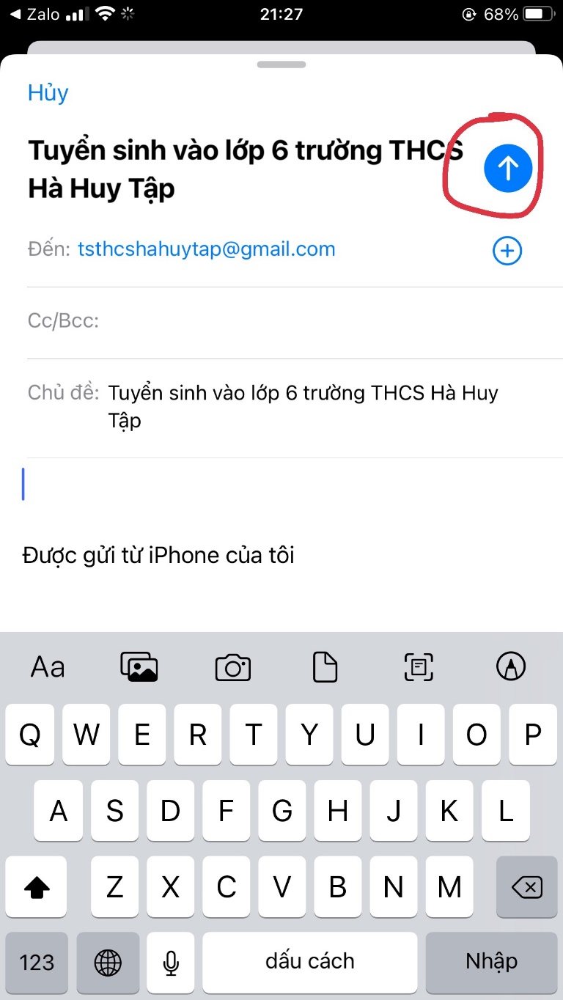 Zalo 21:27 68%
Hủy
Tuyển sinh vào lớp 6 trường THCS
Hà Huy Tập
Đến: tsthcshahuytap@gmail.com
Cc/Bcc:
Chủ đề: Tuyển sinh vào lớp 6 trường THCS Hà Huy
Tập
Được gửi từ iPhone của tôi
Aa
Q W E R T Y U I O P
A S D F G H J K L
Z X C V B N M
123 dấu cách Nhập